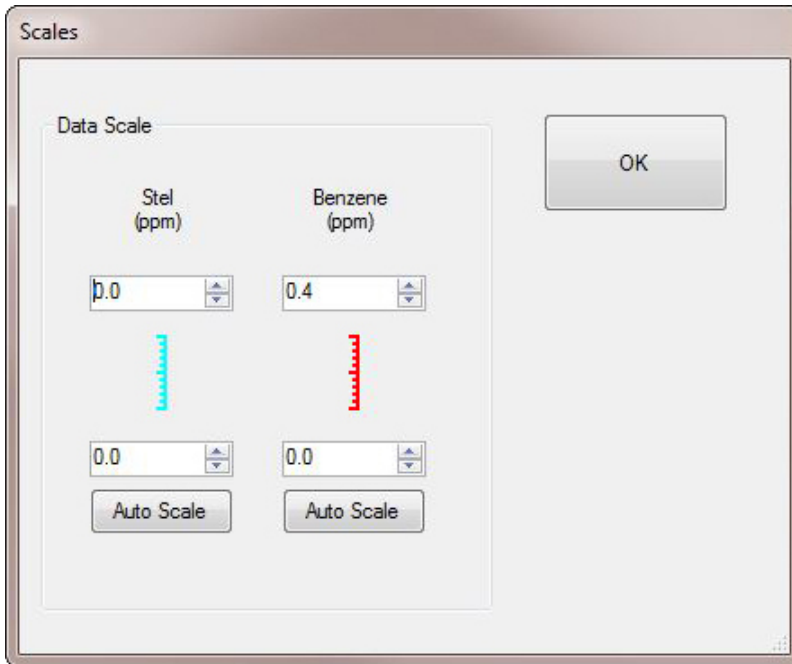 Scales
Data Scale
OK
Stel
(ppm)
Benzene
(ppm)
0.0
0.4
0.0
0.0
Auto Scale
Auto Scale